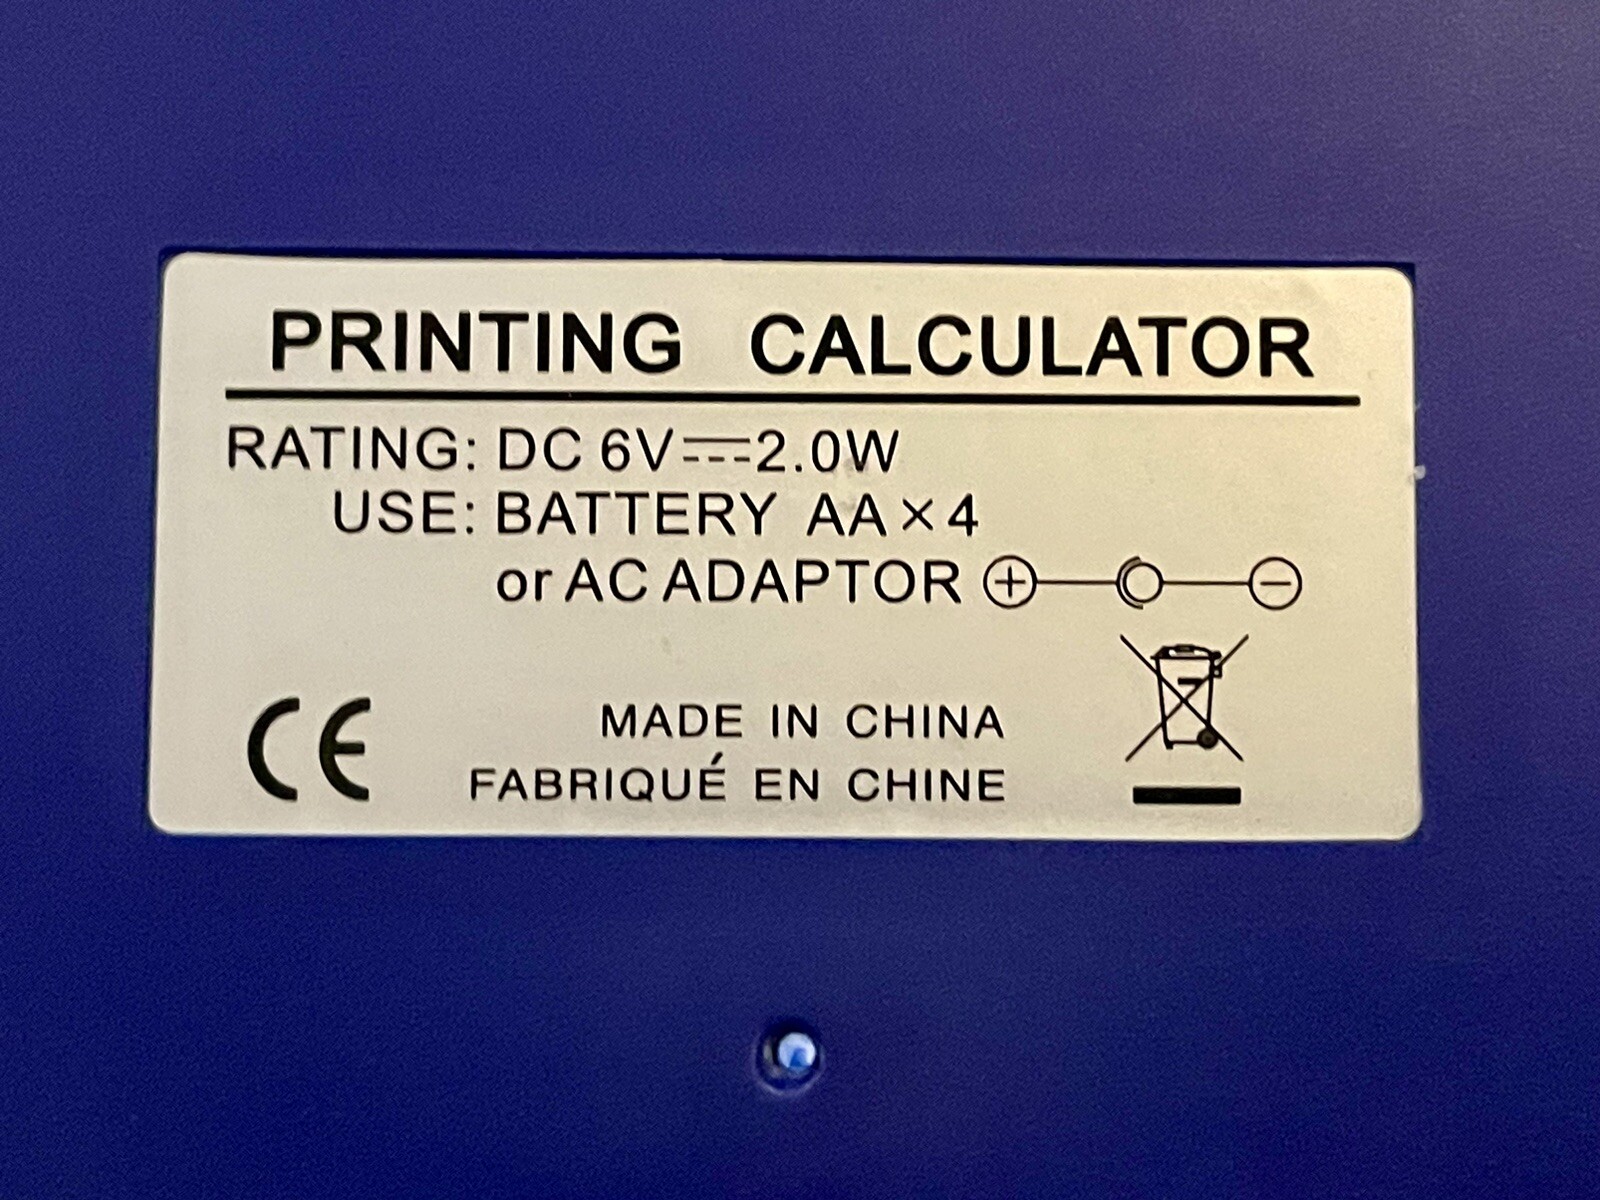 PRINTING CALCULATOR
RATING: DC 6V⎓2.0W
USE: BATTERY AA×4
or AC ADAPTOR
CE
MADE IN CHINA
FABRIQUÉ EN CHINE